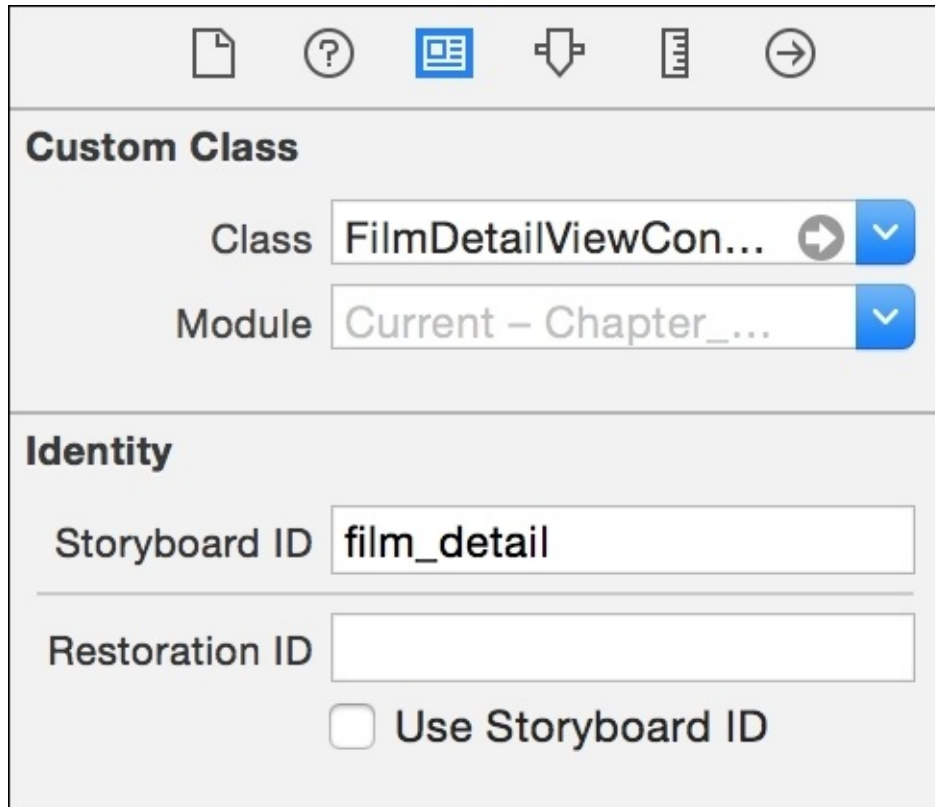 Custom Class
Class FilmDetailViewCon...
Module Current – Chapter_...
Identity
Storyboard ID film_detail
Restoration ID
Use Storyboard ID